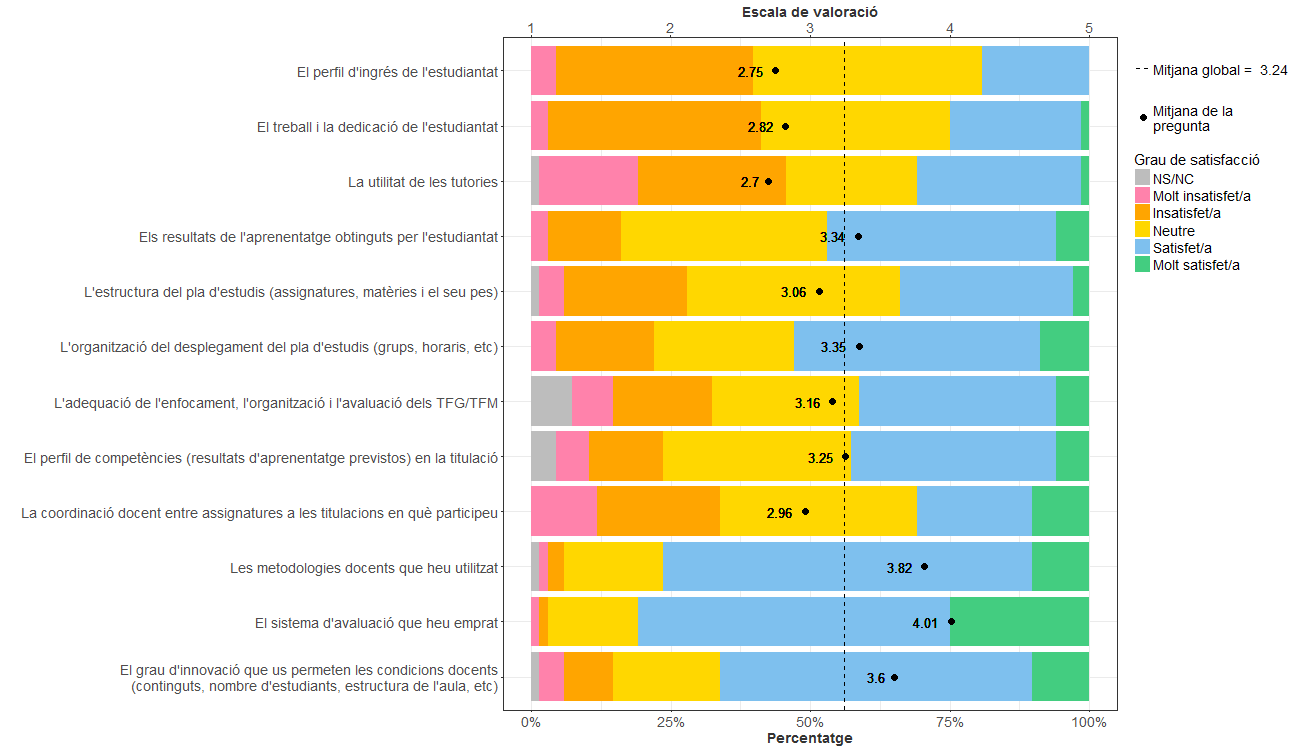 Escala de valoració
1 2 3 4 5
El perfil d'ingrés de l'estudiantat
2.75
El treball i la dedicació de l'estudiantat
2.82
La utilitat de les tutories
2.7
Els resultats de l'aprenentatge obtinguts per l'estudiantat
3.34
L'estructura del pla d'estudis (assignatures, matèries i el seu pes)
3.06
L'organització del desplegament del pla d'estudis (grups, horaris, etc)
3.35
L'adequació de l'enfocament, l'organització i l'avaluació dels TFG/TFM
3.16
El perfil de competències (resultats d'aprenentatge previstos) en la titulació
3.25
La coordinació docent entre assignatures a les titulacions en què participeu
2.96
Les metodologies docents que heu utilitzat
3.82
El sistema d'avaluació que heu emprat
4.01
El grau d'innovació que us permeten les condicions docents
(continguts, nombre d'estudiants, estructura de l'aula, etc)
3.6
0% 25% 50% 75% 100%
Percentatge
Mitjana global = 3.24
Mitjana de la
pregunta
Grau de satisfacció
NS/NC
Molt insatisfet/a
Insatisfet/a
Neutre
Satisfet/a
Molt satisfet/a